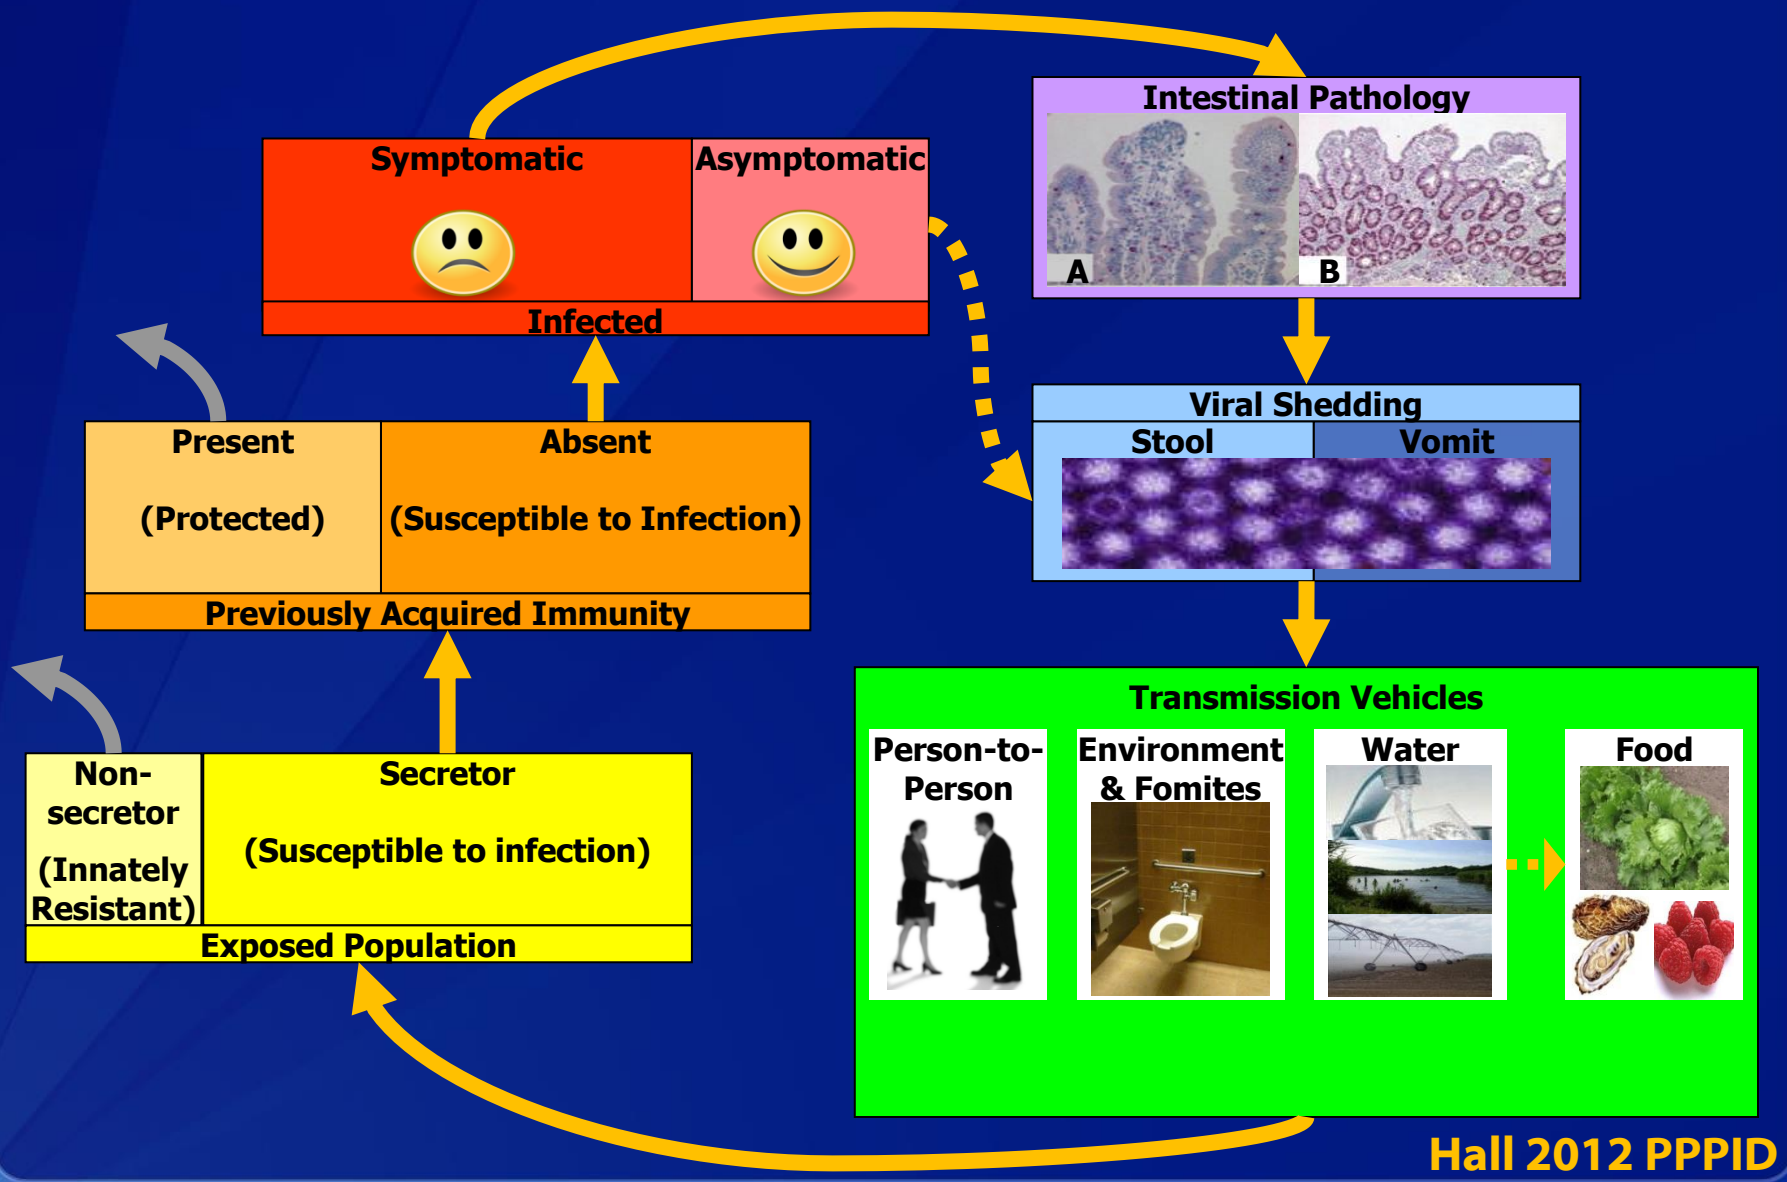 Intestinal Pathology
A
B
Symptomatic
Asymptomatic
Infected
Viral Shedding
Stool
Vomit
Present
(Protected)
Absent
(Susceptible to Infection)
Previously Acquired Immunity
Transmission Vehicles
Person-to-
Person
Environment
& Fomites
Water
Food
Non-
secretor
(Innately
Resistant)
Secretor
(Susceptible to infection)
Exposed Population
Hall 2012 PPPID